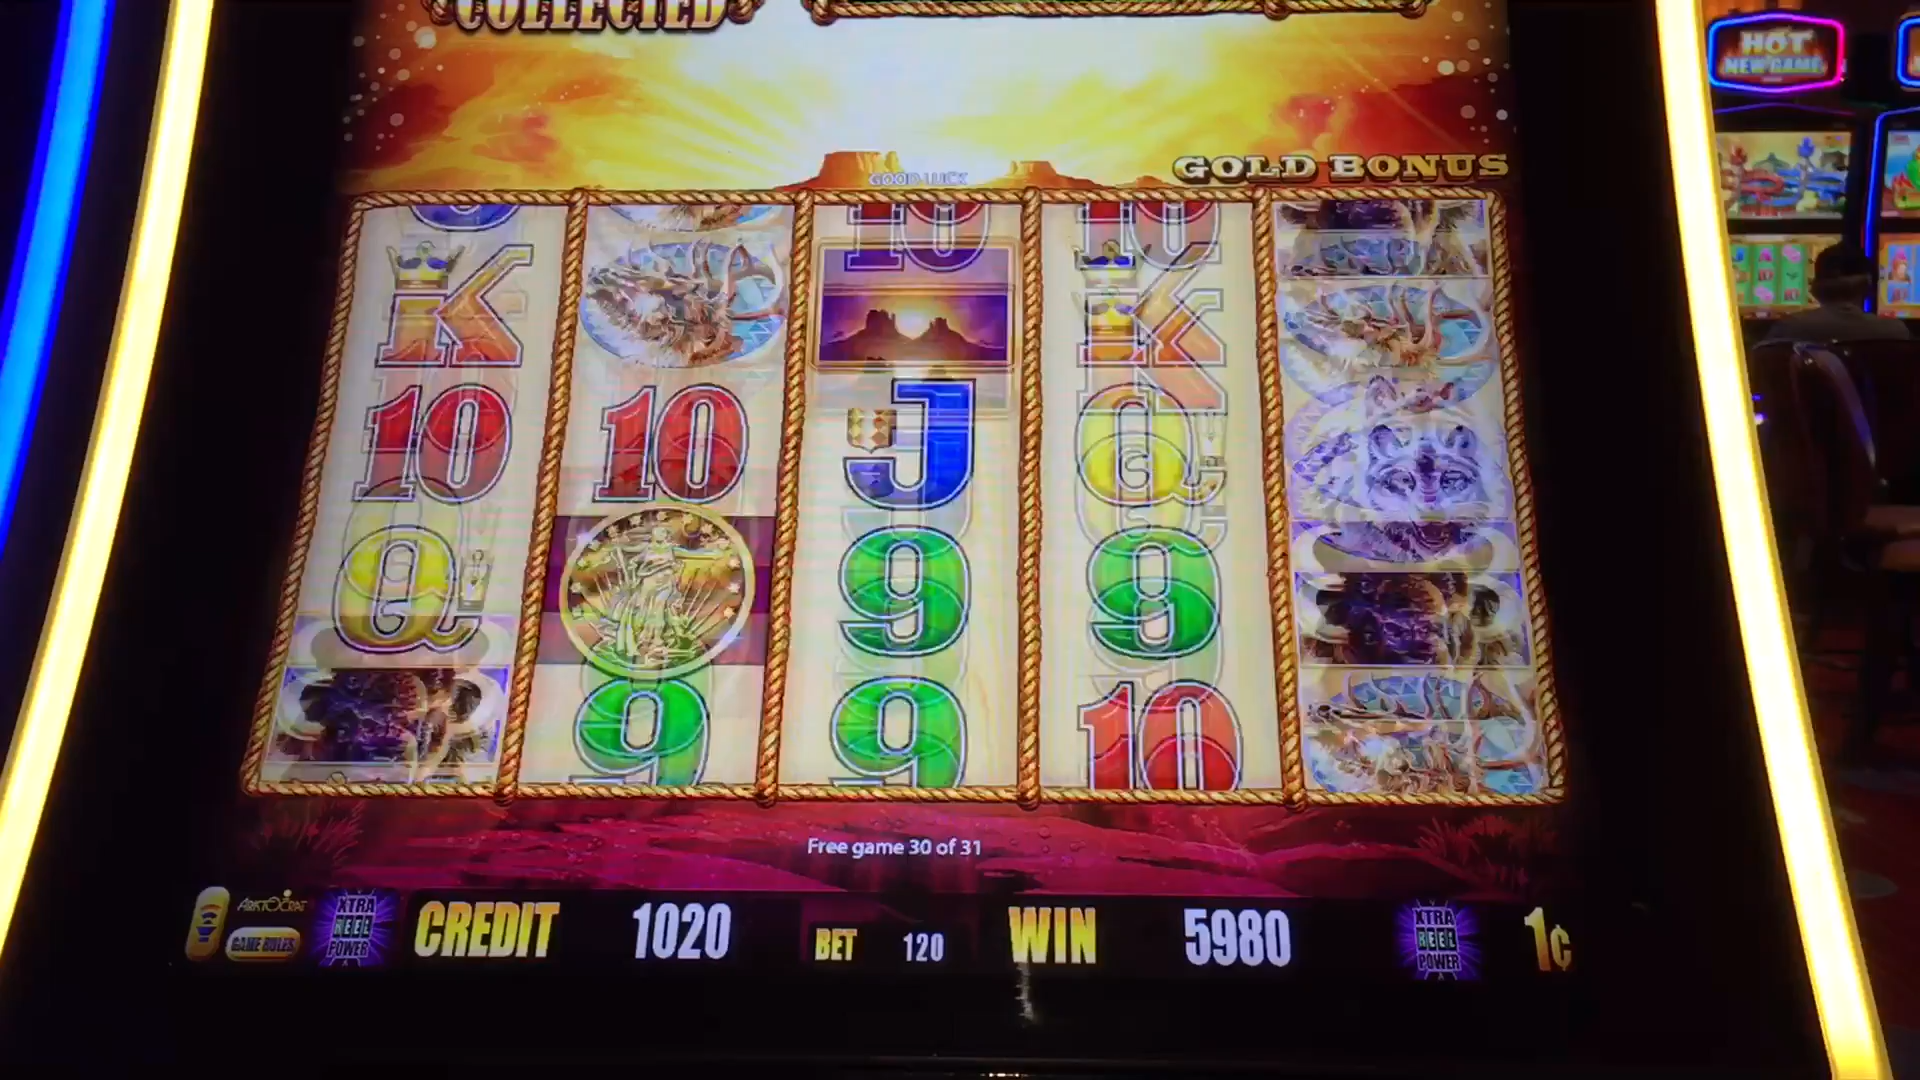 COLLECTED
HOT
NEW GAME
GOOD LUCK
GOLD BONUS
10 10
K K
10 10 J Q
Q 9 9
9 9 10
Free game 30 of 31
ARISTOCRAT
GAME RULES
XTRA
REEL
POWER
CREDIT 1020 BET 120 WIN 5980
XTRA
REEL
POWER
1¢